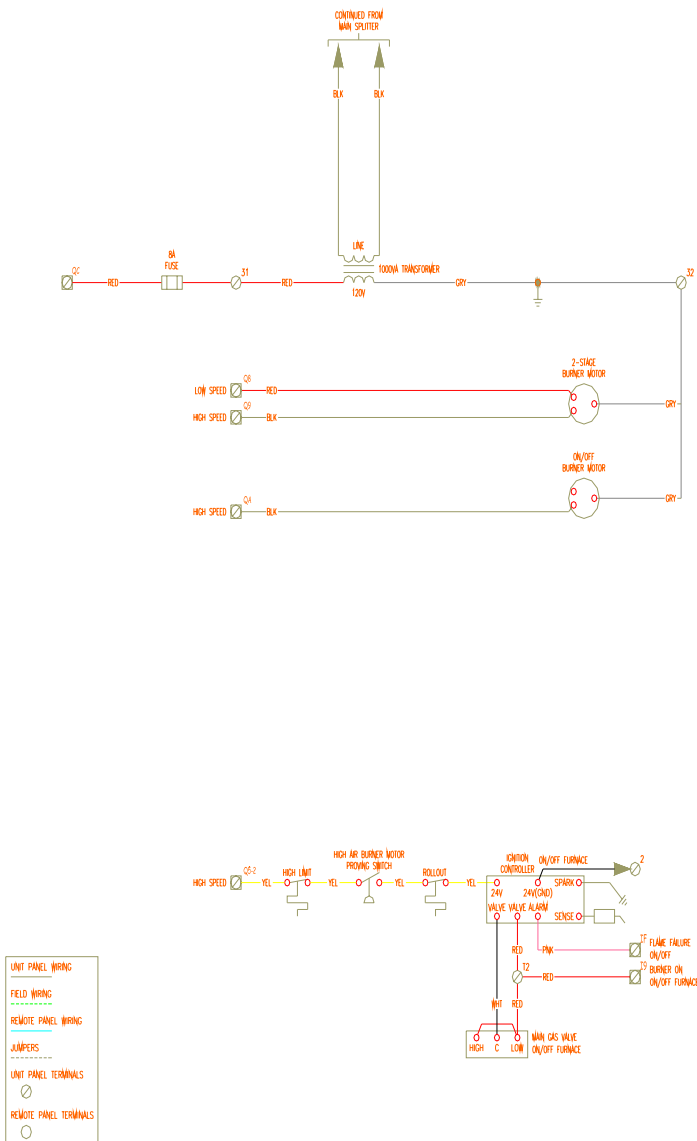 CONTINUED FROM
MAIN SPLITTER
BLK BLK
LINE
1000VA TRANSFORMER
120V
8A
FUSE
QC RED 31 RED GRY 32
2-STAGE
BURNER MOTOR
LOW SPEED Q8 RED
HIGH SPEED Q9 BLK GRY
ON/OFF
BURNER MOTOR
HIGH SPEED QA BLK GRY
HIGH AIR BURNER MOTOR
PROVING SWITCH
HIGH LIMIT
ROLLOUT
IGNITION
CONTROLLER
ON/OFF FURNACE
2
HIGH SPEED Q5-2 YEL YEL YEL YEL
24V 24V(GND) SPARK
VALVE VALVE ALARM SENSE
RED PNK
FLAME FAILURE
ON/OFF
T2 RED I9
BURNER ON
ON/OFF FURNACE
WHT RED
HIGH C LOW
MAIN GAS VALVE
ON/OFF FURNACE
UNIT PANEL WIRING
FIELD WIRING
REMOTE PANEL WIRING
JUMPERS
UNIT PANEL TERMINALS
REMOTE PANEL TERMINALS